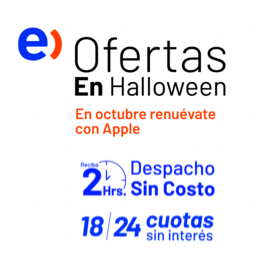 e)
Ofertas
En Halloween
En octubre renuévate
con Apple
Recibe
2Hrs.
Despacho
Sin Costo
18/24 cuotas
sin interés